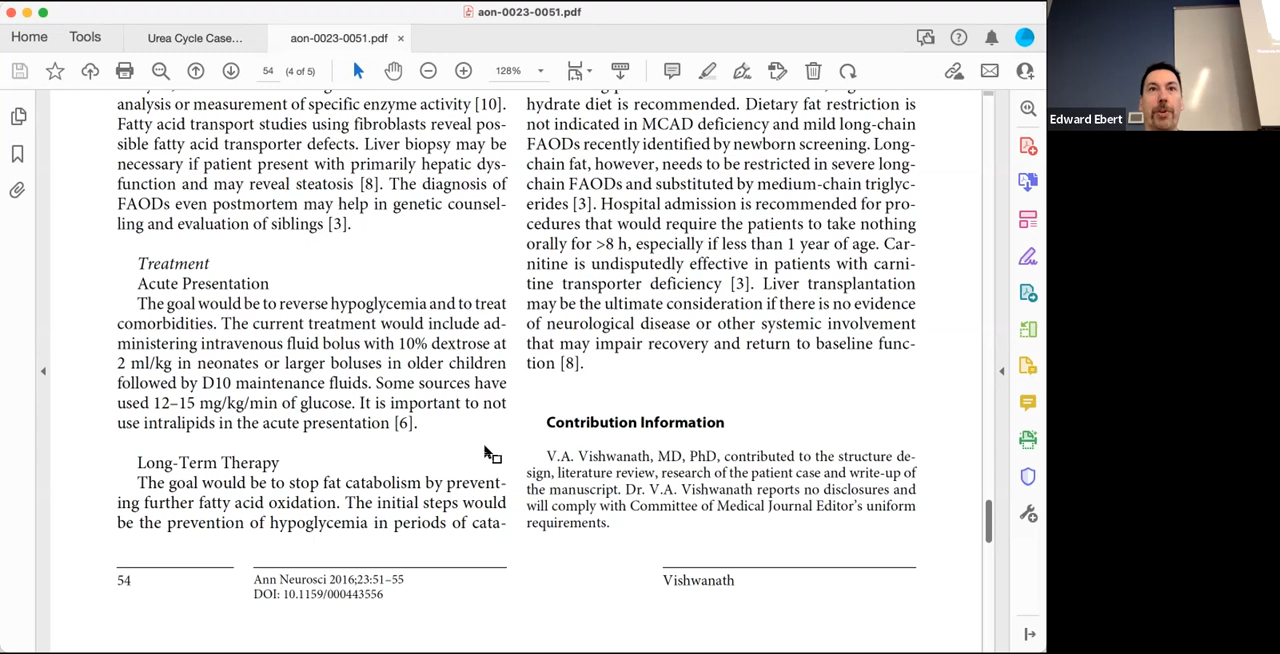 aon-0023-0051.pdf
Home
Tools
Urea Cycle Case...
aon-0023-0051.pdf
54
(4 of 5)
128%
analysis or measurement of specific enzyme activity [10].
Fatty acid transport studies using fibroblasts reveal pos-
sible fatty acid transporter defects. Liver biopsy may be
necessary if patient present with primarily hepatic dys-
function and may reveal steatosis [8]. The diagnosis of
FAODs even postmortem may help in genetic counsel-
ling and evaluation of siblings [3].
Treatment
Acute Presentation
The goal would be to reverse hypoglycemia and to treat
comorbidities. The current treatment would include ad-
ministering intravenous fluid bolus with 10% dextrose at
2 ml/kg in neonates or larger boluses in older children
followed by D10 maintenance fluids. Some sources have
used 12–15 mg/kg/min of glucose. It is important to not
use intralipids in the acute presentation [6].
Long-Term Therapy
The goal would be to stop fat catabolism by prevent-
ing further fatty acid oxidation. The initial steps would
be the prevention of hypoglycemia in periods of cata-
hydrate diet is recommended. Dietary fat restriction is
not indicated in MCAD deficiency and mild long-chain
FAODs recently identified by newborn screening. Long-
chain fat, however, needs to be restricted in severe long-
chain FAODs and substituted by medium-chain triglyc-
erides [3]. Hospital admission is recommended for pro-
cedures that would require the patients to take nothing
orally for >8 h, especially if less than 1 year of age. Car-
nitine is undisputedly effective in patients with carni-
tine transporter deficiency [3]. Liver transplantation
may be the ultimate consideration if there is no evidence
of neurological disease or other systemic involvement
that may impair recovery and return to baseline func-
tion [8].
Contribution Information
V.A. Vishwanath, MD, PhD, contributed to the structure de-
sign, literature review, research of the patient case and write-up of
the manuscript. Dr. V.A. Vishwanath reports no disclosures and
will comply with Committee of Medical Journal Editor's uniform
requirements.
54
Ann Neurosci 2016;23:51–55
DOI: 10.1159/000443556
Vishwanath
Edward Ebert